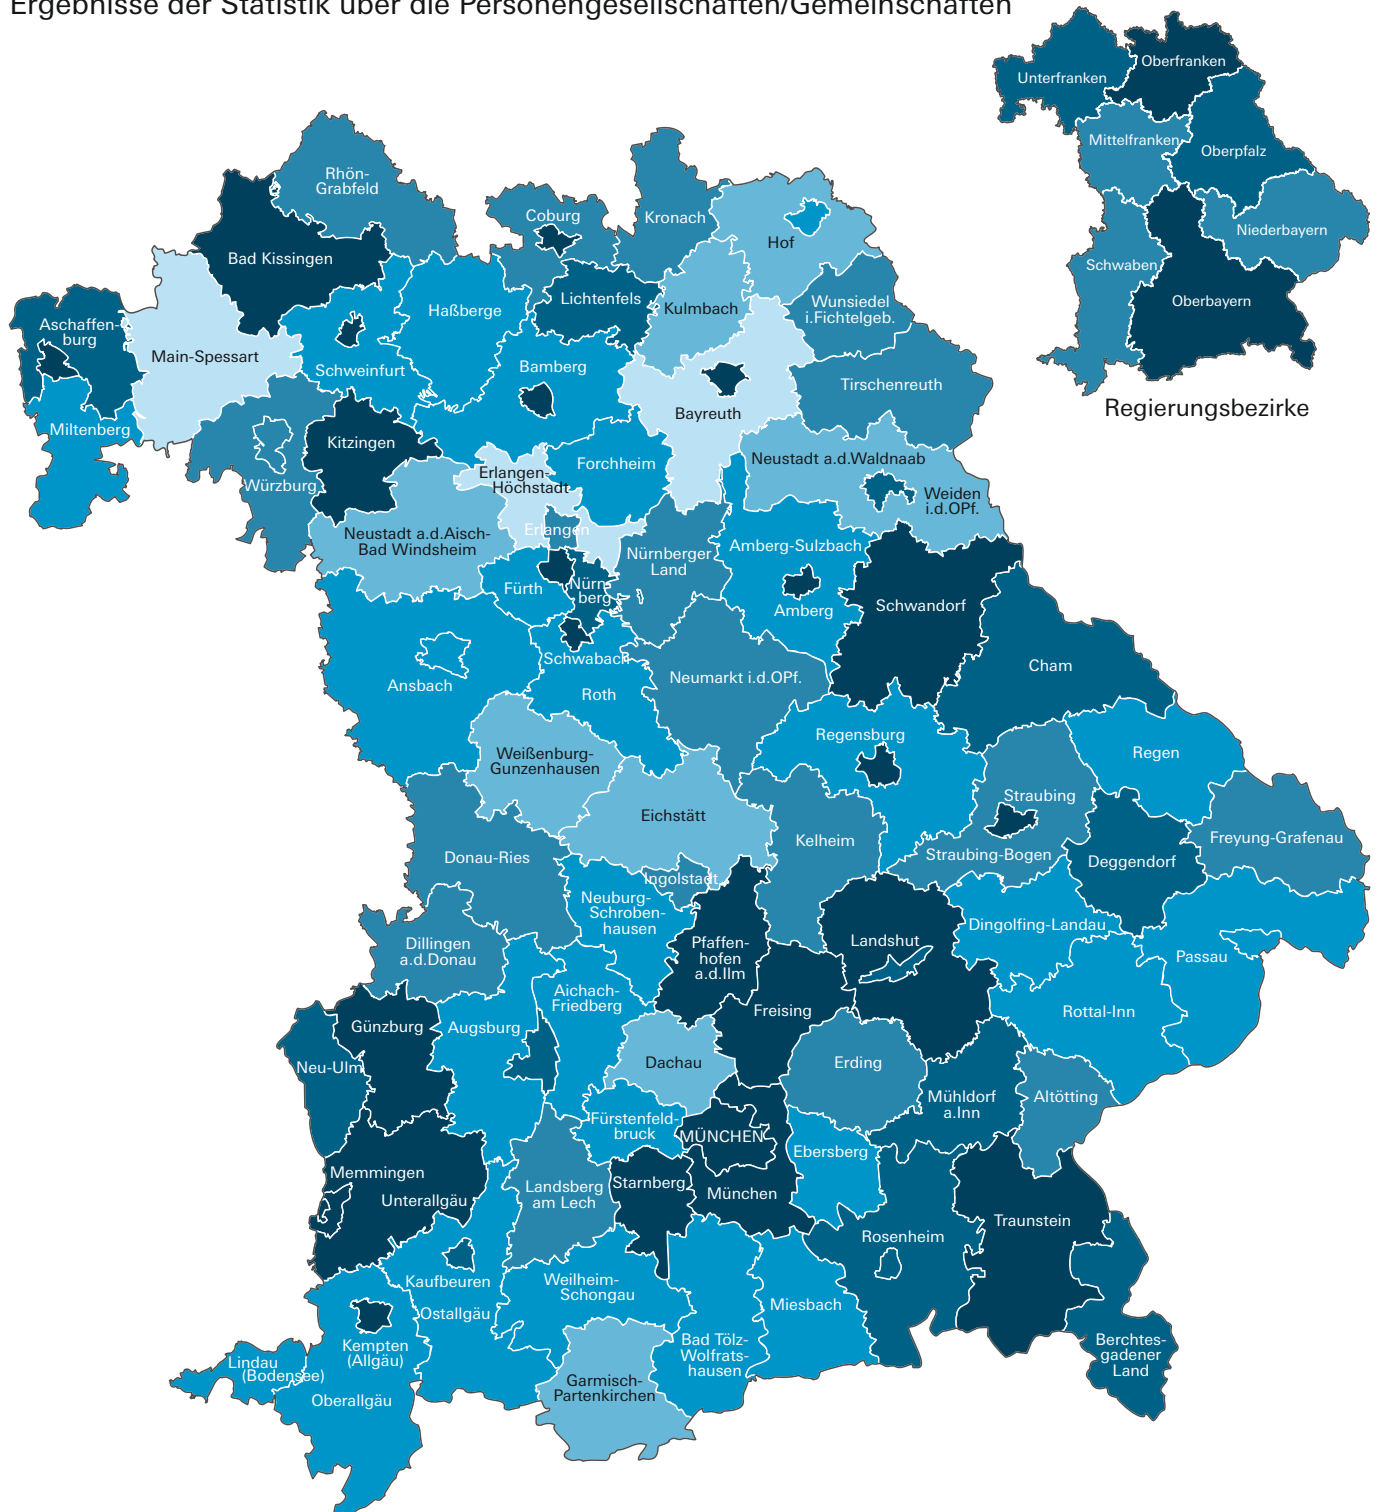 Ergebnisse der Statistik über die Personengesellschaften/Gemeinschaften
Unterfranken
Oberfranken
Mittelfranken
Oberpfalz
Niederbayern
Schwaben
Oberbayern
Regierungsbezirke
Rhön-
Grabfeld
Bad Kissingen
Coburg
Kronach
Hof
Lichtenfels
Kulmbach
Wunsiedel
i.Fichtelgeb.
Haßberge
Aschaffen-
burg
Main-Spessart
Schweinfurt
Bamberg
Tirschenreuth
Bayreuth
Miltenberg
Kitzingen
Würzburg
Forchheim
Erlangen-
Höchstadt
Neustadt a.d.Waldnaab
Weiden
i.d.OPf.
Neustadt a.d.Aisch-
Bad Windsheim
Erlangen
Nürnberger
Land
Amberg-Sulzbach
Amberg
Fürth
Nürn-
berg
Schwandorf
Schwabach
Roth
Ansbach
Neumarkt i.d.OPf.
Cham
Regensburg
Regen
Weißenburg-
Gunzenhausen
Eichstätt
Straubing
Straubing-Bogen
Kelheim
Deggendorf
Freyung-Grafenau
Donau-Ries
Ingolstadt
Neuburg-
Schroben-
hausen
Dingolfing-Landau
Dillingen
a.d.Donau
Pfaffen-
hofen
a.d.Ilm
Landshut
Passau
Aichach-
Friedberg
Freising
Rottal-Inn
Günzburg
Augsburg
Neu-Ulm
Dachau
Erding
Mühldorf
a.Inn
Altötting
Fürstenfeld-
bruck
MÜNCHEN
Ebersberg
Memmingen
Unterallgäu
Landsberg
am Lech
Starnberg
München
Traunstein
Rosenheim
Kaufbeuren
Ostallgäu
Weilheim-
Schongau
Miesbach
Bad Tölz-
Wolfrats-
hausen
Kempten
(Allgäu)
Lindau
(Bodensee)
Oberallgäu
Garmisch-
Partenkirchen
Berchtes-
gadener
Land